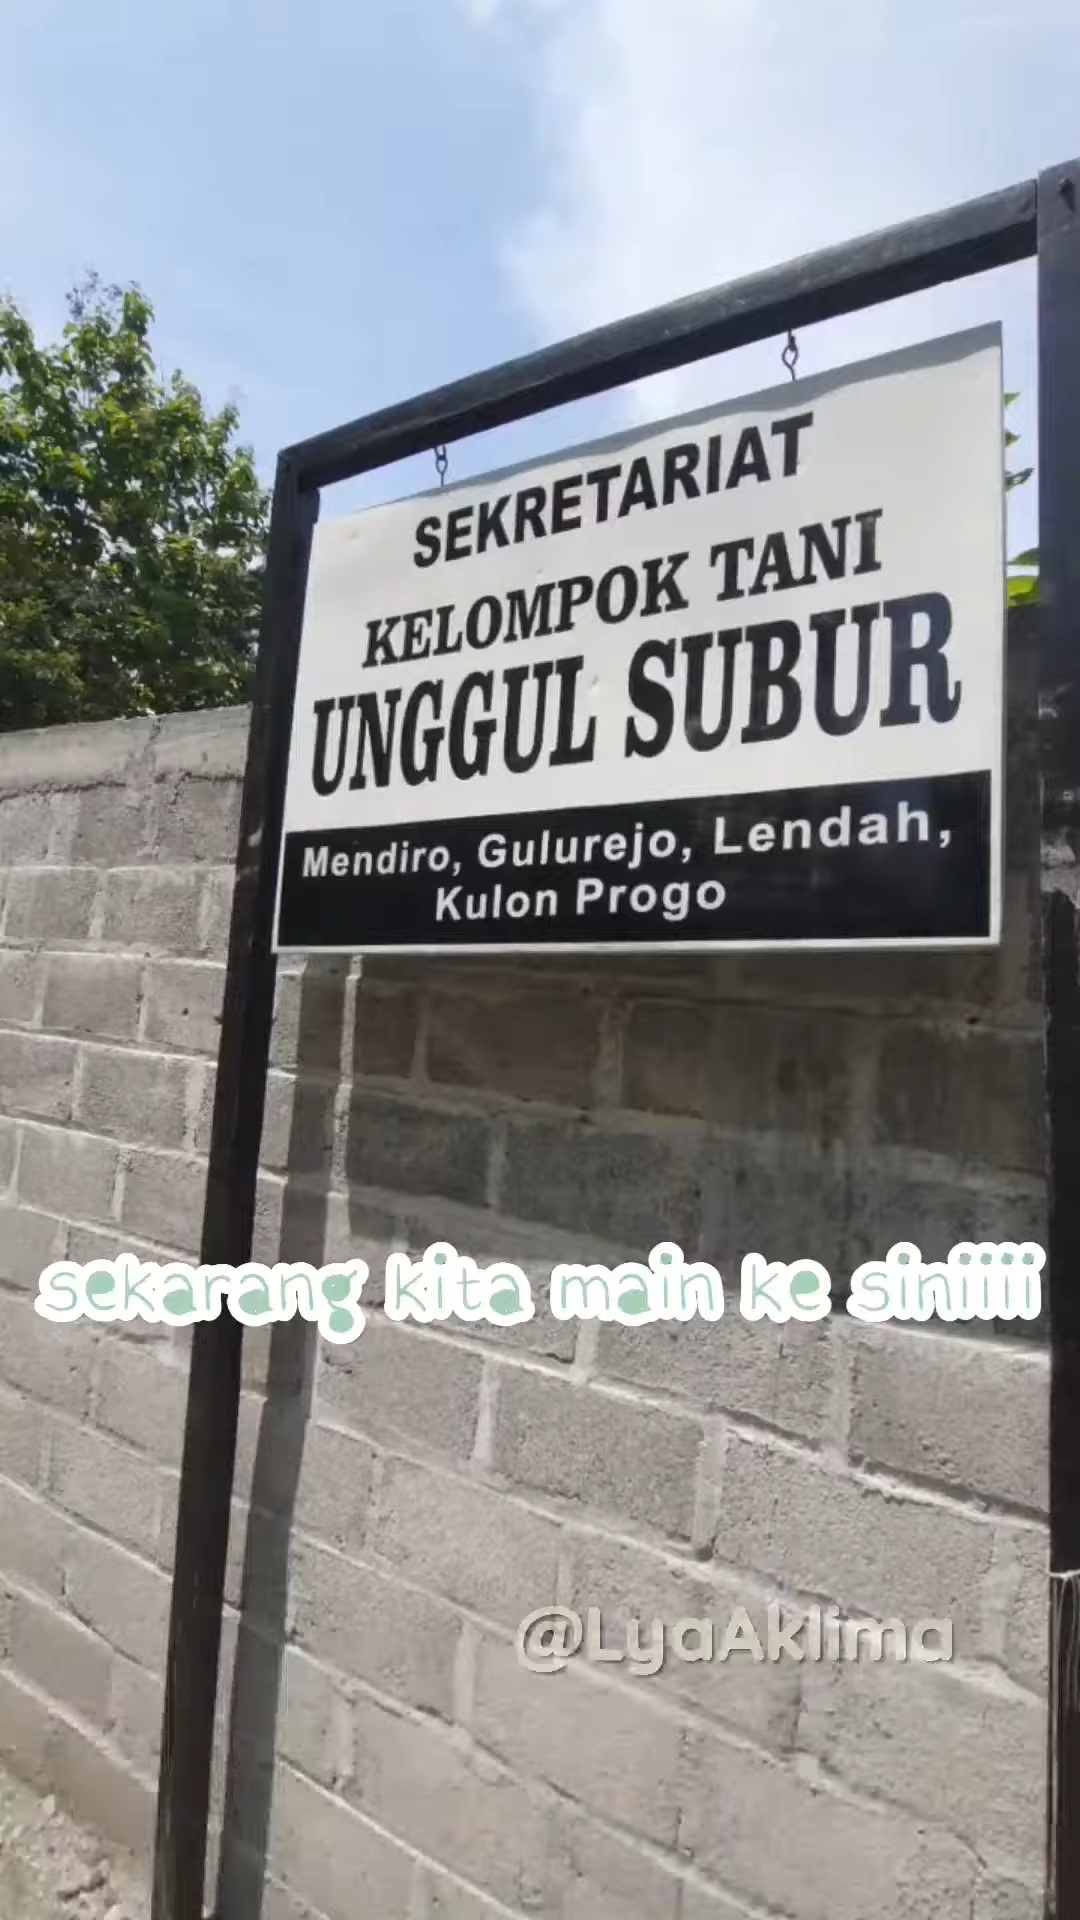 SEKRETARIAT
KELOMPOK TANI
UNGGUL SUBUR
Mendiro, Gulurejo, Lendah,
Kulon Progo
sekarang kita main ke siniiii
@LyaAklima